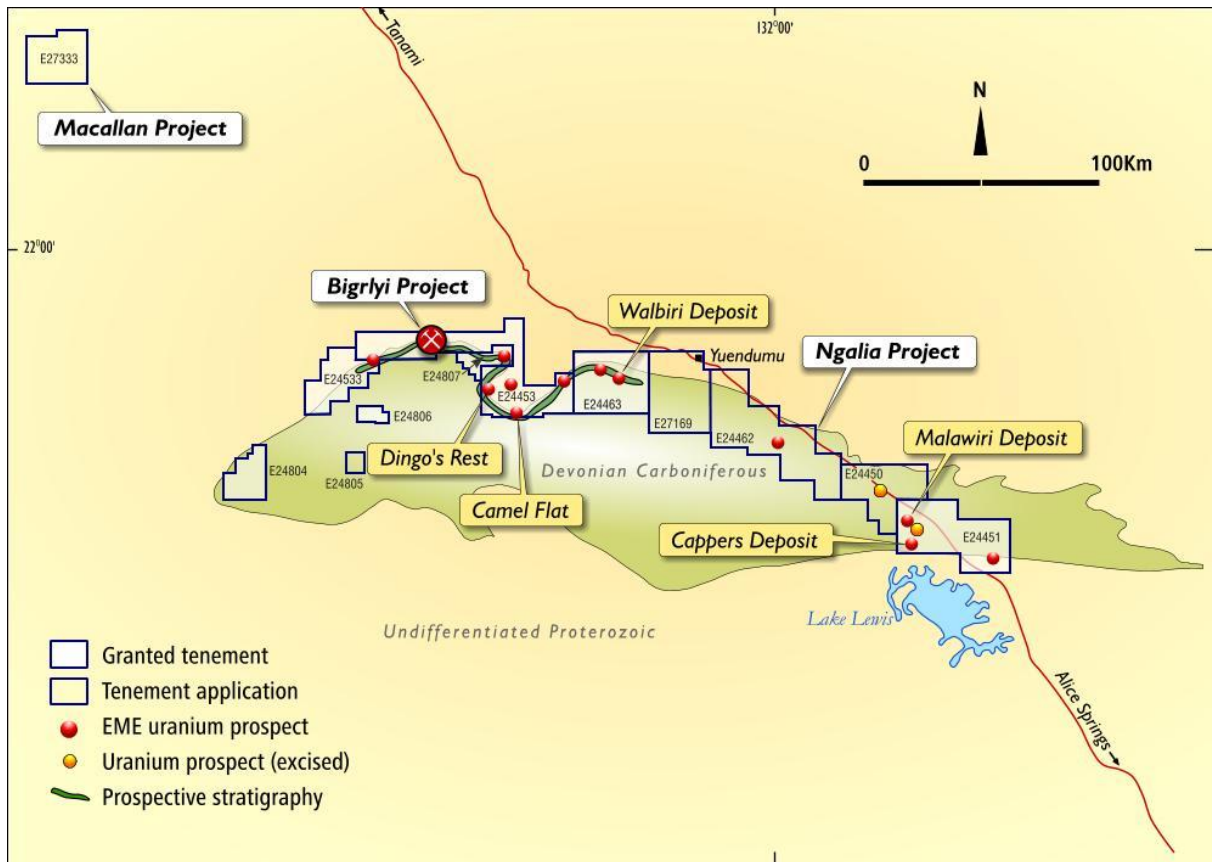 Tanami
132°00'
E27333
Macallan Project
N
0 100Km
22°00'
Bigrlyi Project
Walbiri Deposit
Yuendumu
Ngalia Project
E24533
E24807
E24453
E24463
E24806
E27169
E24462
Malawiri Deposit
Dingo's Rest
Devonian Carboniferous
E24450
E24804
E24805
Camel Flat
Cappers Deposit
E24451
Lake Lewis
Undifferentiated Proterozoic
Granted tenement
Tenement application
EME uranium prospect
Uranium prospect (excised)
Prospective stratigraphy
Alice Springs